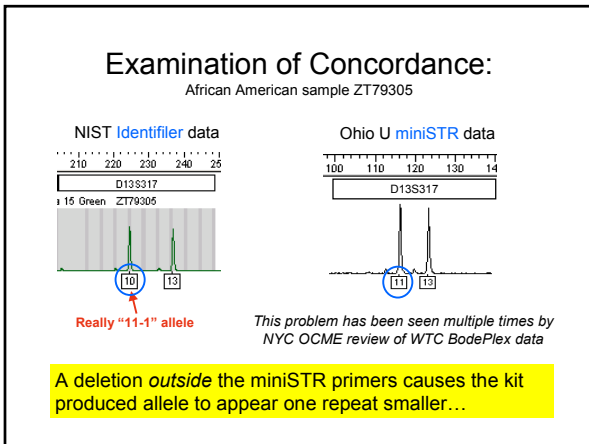 Examination of Concordance:
African American sample ZT79305
NIST Identifiler data
Ohio U miniSTR data
210 220 230 240 25
D13S317
15 Green ZT79305
10 13
Really “11-1” allele
100 110 120 130 14
D13S317
11 13
This problem has been seen multiple times by
NYC OCME review of WTC BodePlex data
A deletion outside the miniSTR primers causes the kit
produced allele to appear one repeat smaller…